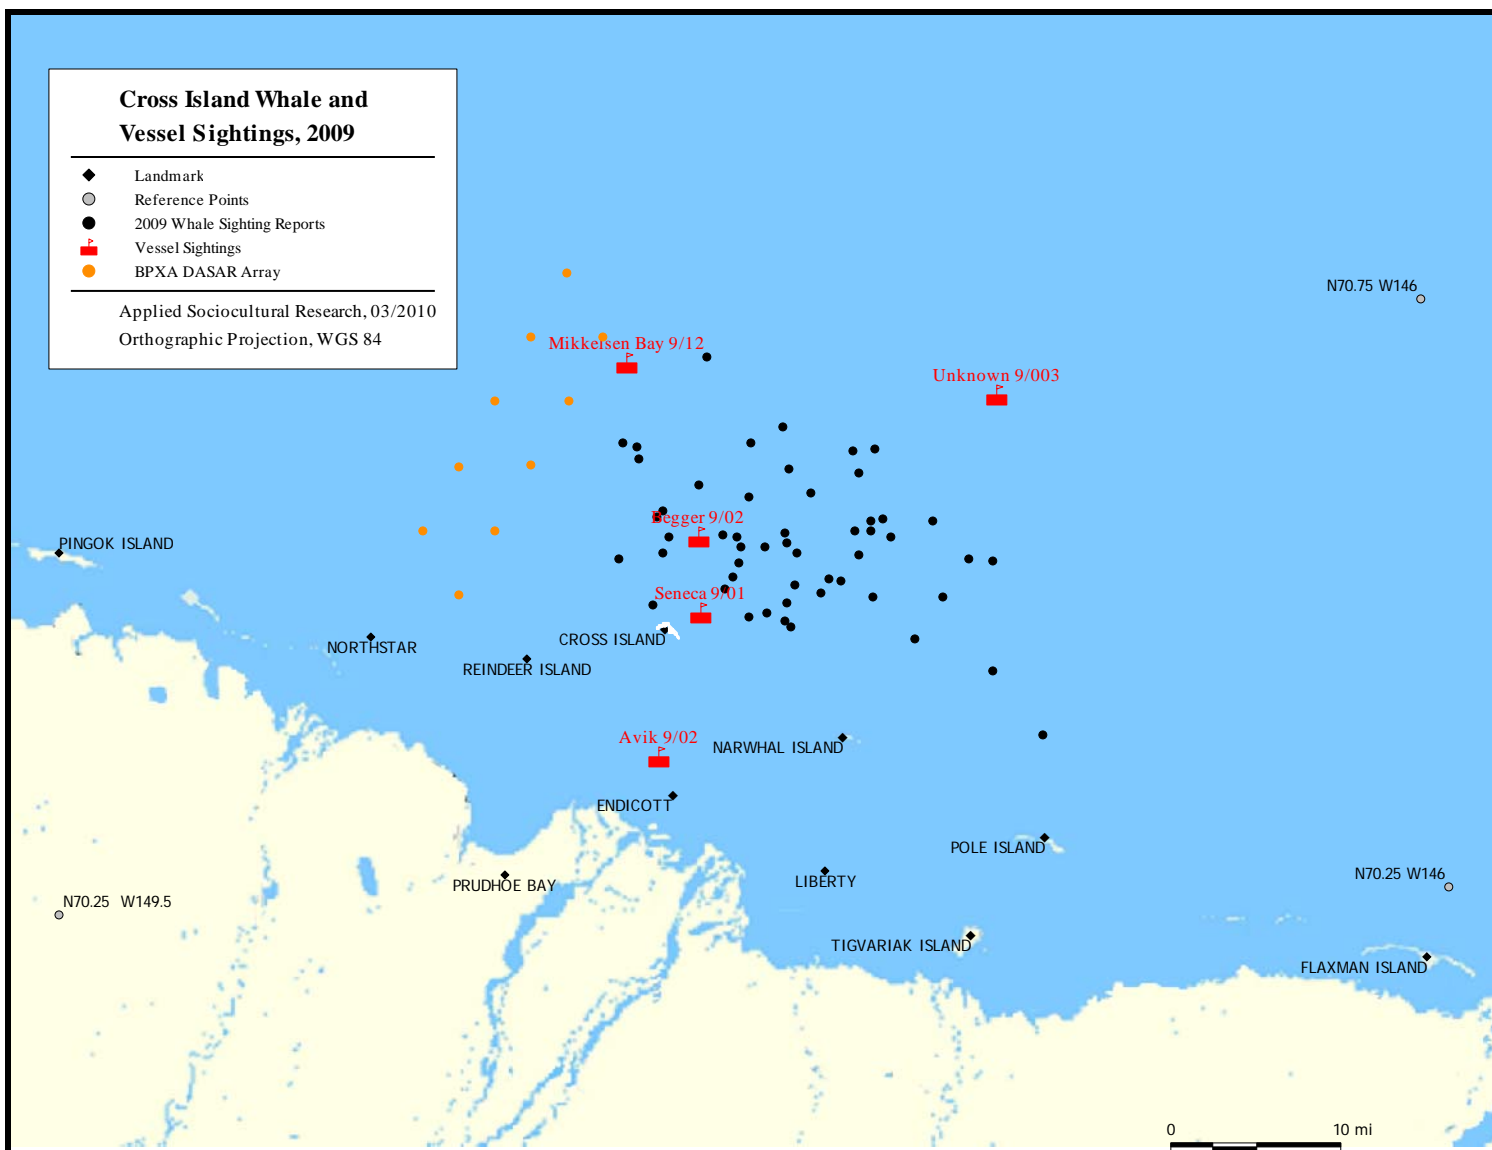 Cross Island Whale and
Vessel Sightings, 2009
Landmark
Reference Points
2009 Whale Sighting Reports
Vessel Sightings
BPXA DASAR Array
Applied Sociocultural Research, 03/2010
Orthographic Projection, WGS 84
N70.75 W146
Mikkelsen Bay 9/12
Unknown 9/003
Begger 9/02
PINGOK ISLAND
Seneca 9/01
CROSS ISLAND
NORTHSTAR
REINDEER ISLAND
Avik 9/02
NARWHAL ISLAND
ENDICOTT
POLE ISLAND
LIBERTY
PRUDHOE BAY
N70.25 W146
N70.25 W149.5
TIGVARIAK ISLAND
FLAXMAN ISLAND
0 10 mi